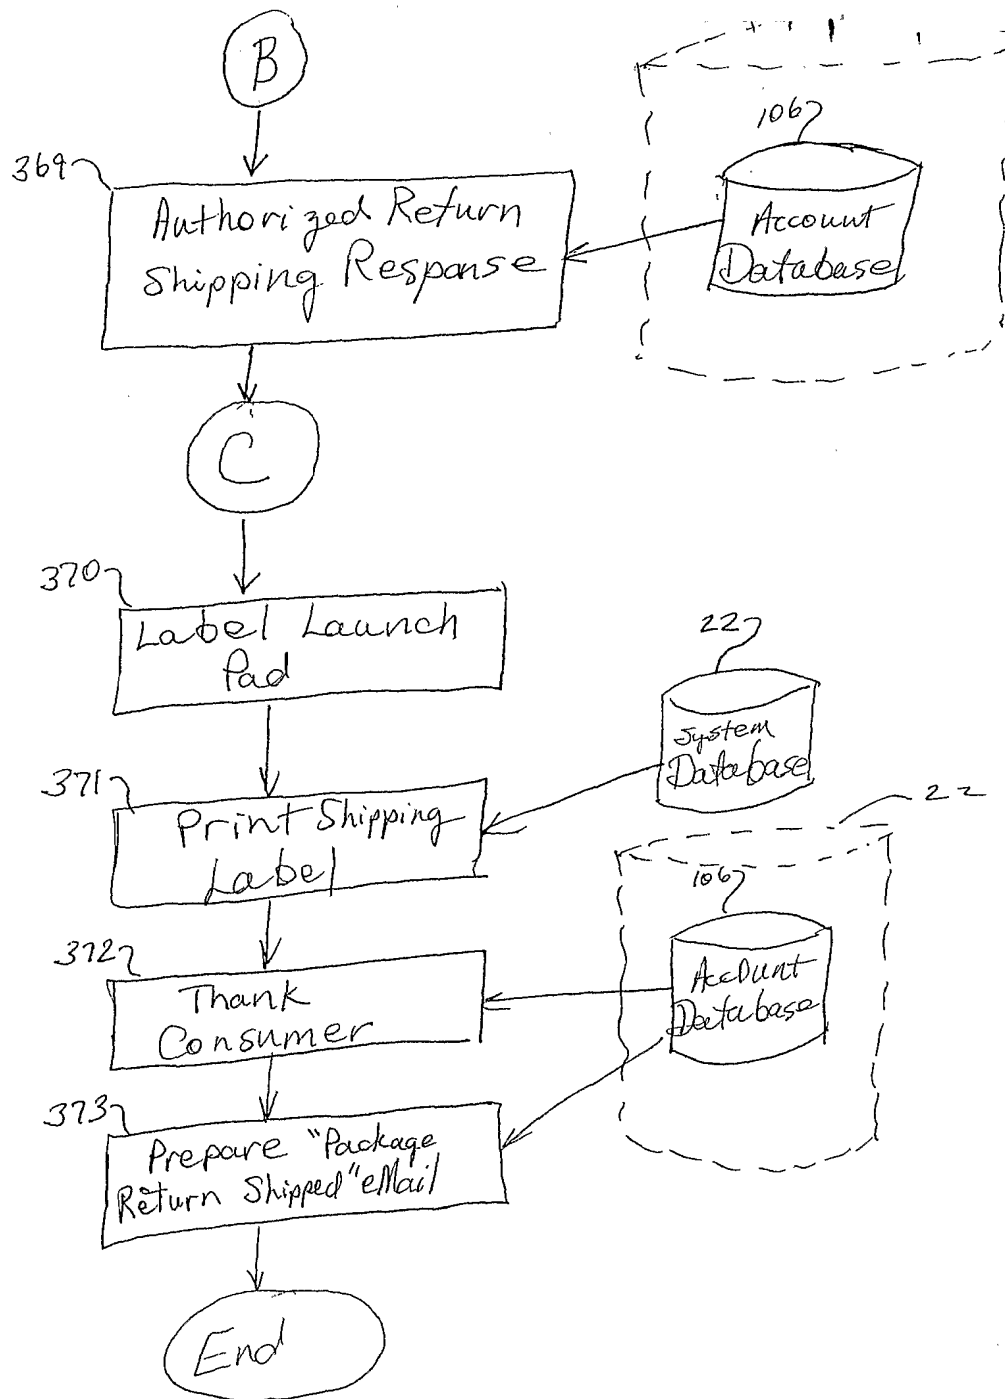 B
106
369
Authorized Return
Shipping Response
Account
Database
C
370
Label Launch
Pad
22
System
Database
371
Print Shipping
Label
22
106
372
Thank
Consumer
Account
Database
373
Prepare "Package
Return Shipped" eMail
End